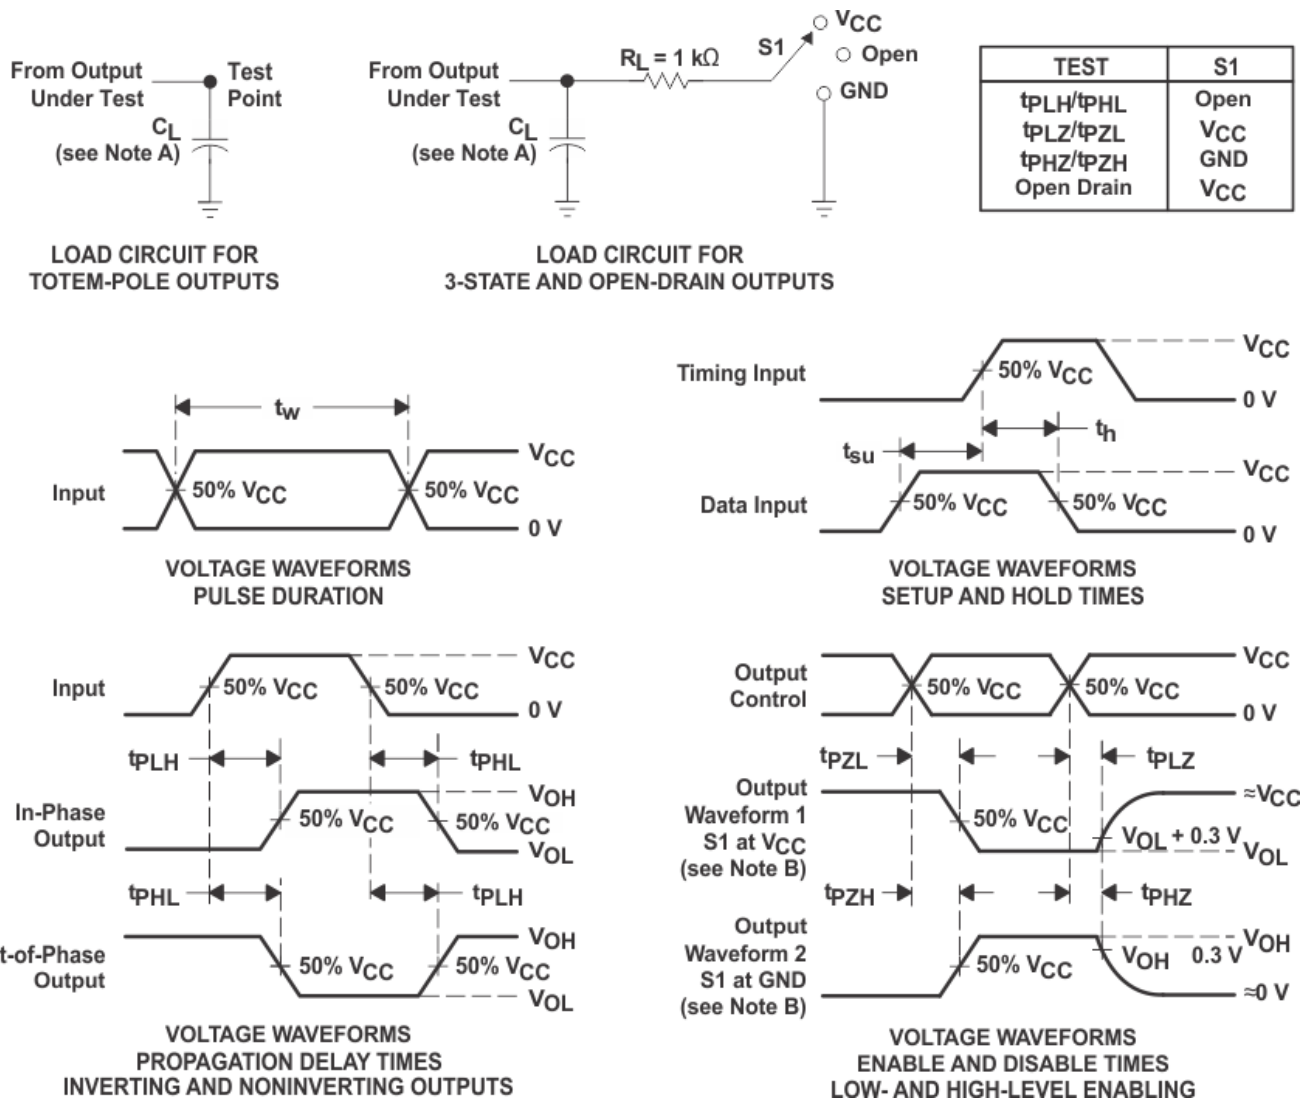 From Output
Under Test
Test
Point
CL
(see Note A)
LOAD CIRCUIT FOR
TOTEM-POLE OUTPUTS
From Output
Under Test
RL = 1 kΩ
S1
VCC
Open
GND
CL
(see Note A)
LOAD CIRCUIT FOR
3-STATE AND OPEN-DRAIN OUTPUTS
TEST S1
tPLH/tPHL Open
tPLZ/tPZL VCC
tPHZ/tPZH GND
Open Drain VCC
tw
Input
50% VCC
50% VCC
VCC
0 V
VOLTAGE WAVEFORMS
PULSE DURATION
Timing Input
50% VCC
VCC
0 V
th
tsu
Data Input
50% VCC
50% VCC
VCC
0 V
VOLTAGE WAVEFORMS
SETUP AND HOLD TIMES
Input
50% VCC
50% VCC
VCC
0 V
tPLH
tPHL
In-Phase
Output
50% VCC
50% VCC
VOH
VOL
tPHL
tPLH
t-of-Phase
Output
50% VCC
50% VCC
VOH
VOL
VOLTAGE WAVEFORMS
PROPAGATION DELAY TIMES
INVERTING AND NONINVERTING OUTPUTS
Output
Control
50% VCC
50% VCC
VCC
0 V
tPZL
tPLZ
Output
Waveform 1
S1 at VCC
(see Note B)
50% VCC
VOL + 0.3 V
≈VCC
VOL
tPZH
tPHZ
Output
Waveform 2
S1 at GND
(see Note B)
50% VCC
VOH 0.3 V
VOH
≈0 V
VOLTAGE WAVEFORMS
ENABLE AND DISABLE TIMES
LOW- AND HIGH-LEVEL ENABLING